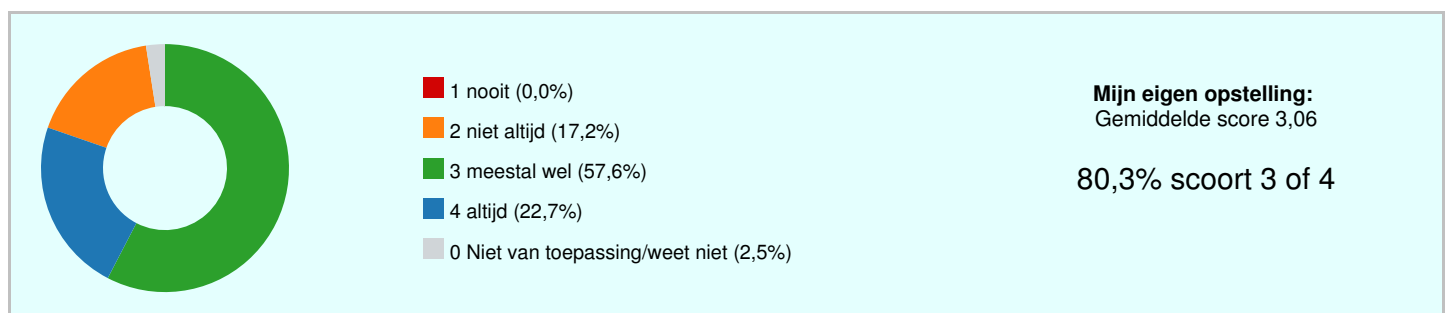 1 nooit (0,0%)
2 niet altijd (17,2%)
3 meestal wel (57,6%)
4 altijd (22,7%)
0 Niet van toepassing/weet niet (2,5%)
Mijn eigen opstelling:
Gemiddelde score 3,06
80,3% scoort 3 of 4